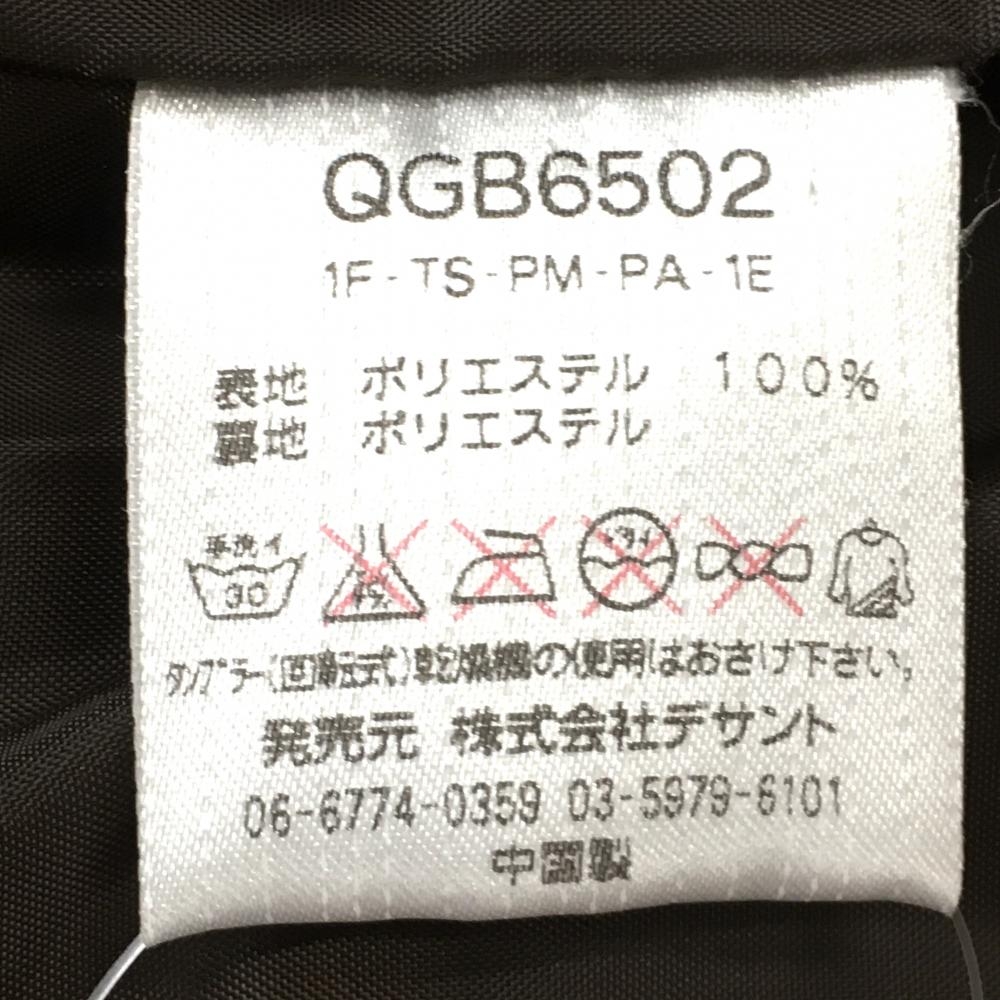 QGB6502
1F-TS-PM-PA-1E
表地 ポリエステル 100%
裏地 ポリエステル
手洗イ
30
タンブラー(回転式)乾燥機の使用はおさけ下さい。
発売元 株式会社デサント
06-6774-0359 03-5979-6101
中国製